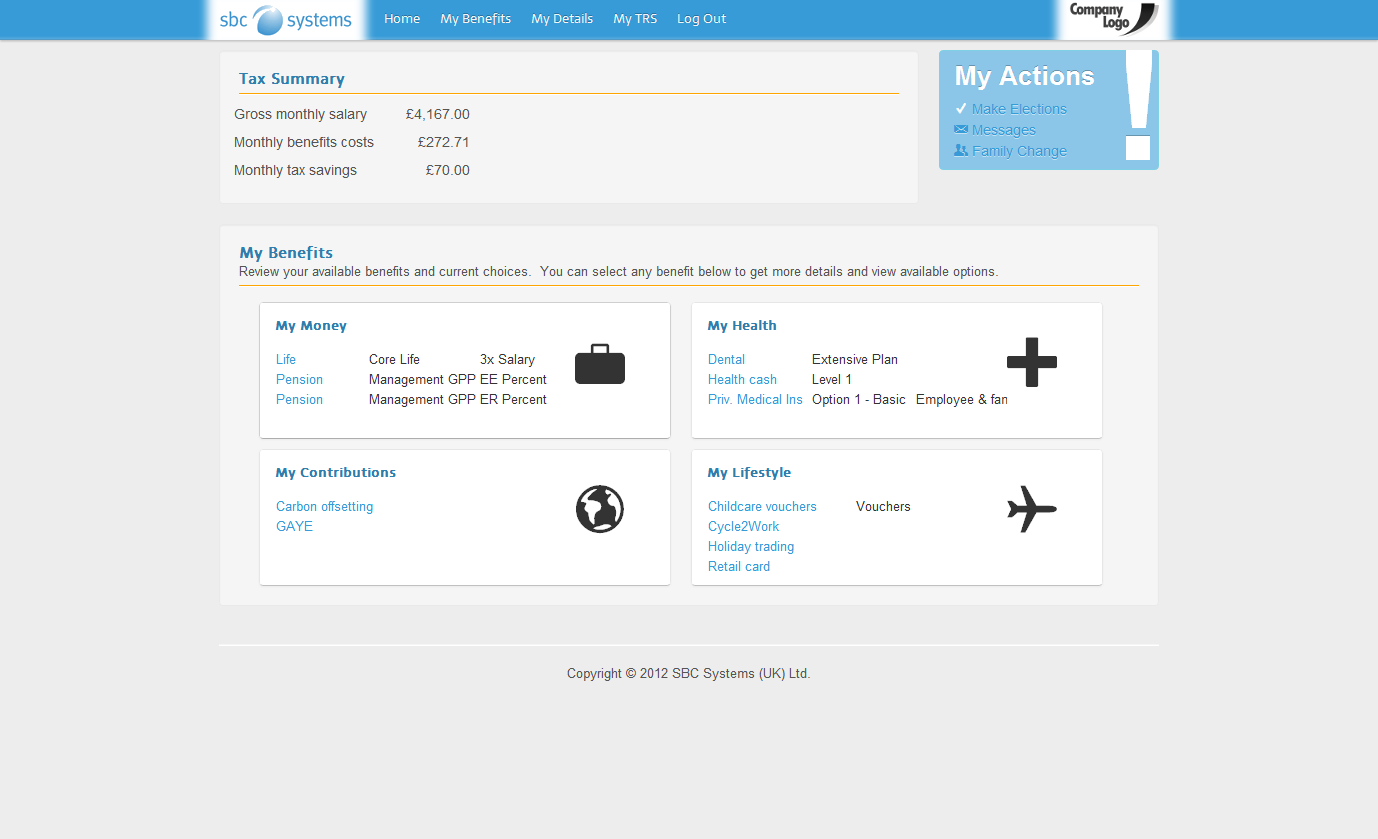 sbc systems Home My Benefits My Details My TRS Log Out Company Logo
Tax Summary
Gross monthly salary £4,167.00
Monthly benefits costs £272.71
Monthly tax savings £70.00
My Actions
Make Elections
Messages
Family Change
My Benefits
Review your available benefits and current choices. You can select any benefit below to get more details and view available options.
My Money
Life Core Life 3x Salary
Pension Management GPP EE Percent
Pension Management GPP ER Percent
My Health
Dental Extensive Plan
Health cash Level 1
Priv. Medical Ins Option 1 - Basic Employee & fan
My Contributions
Carbon offsetting
GAYE
My Lifestyle
Childcare vouchers Vouchers
Cycle2Work
Holiday trading
Retail card
Copyright © 2012 SBC Systems (UK) Ltd.